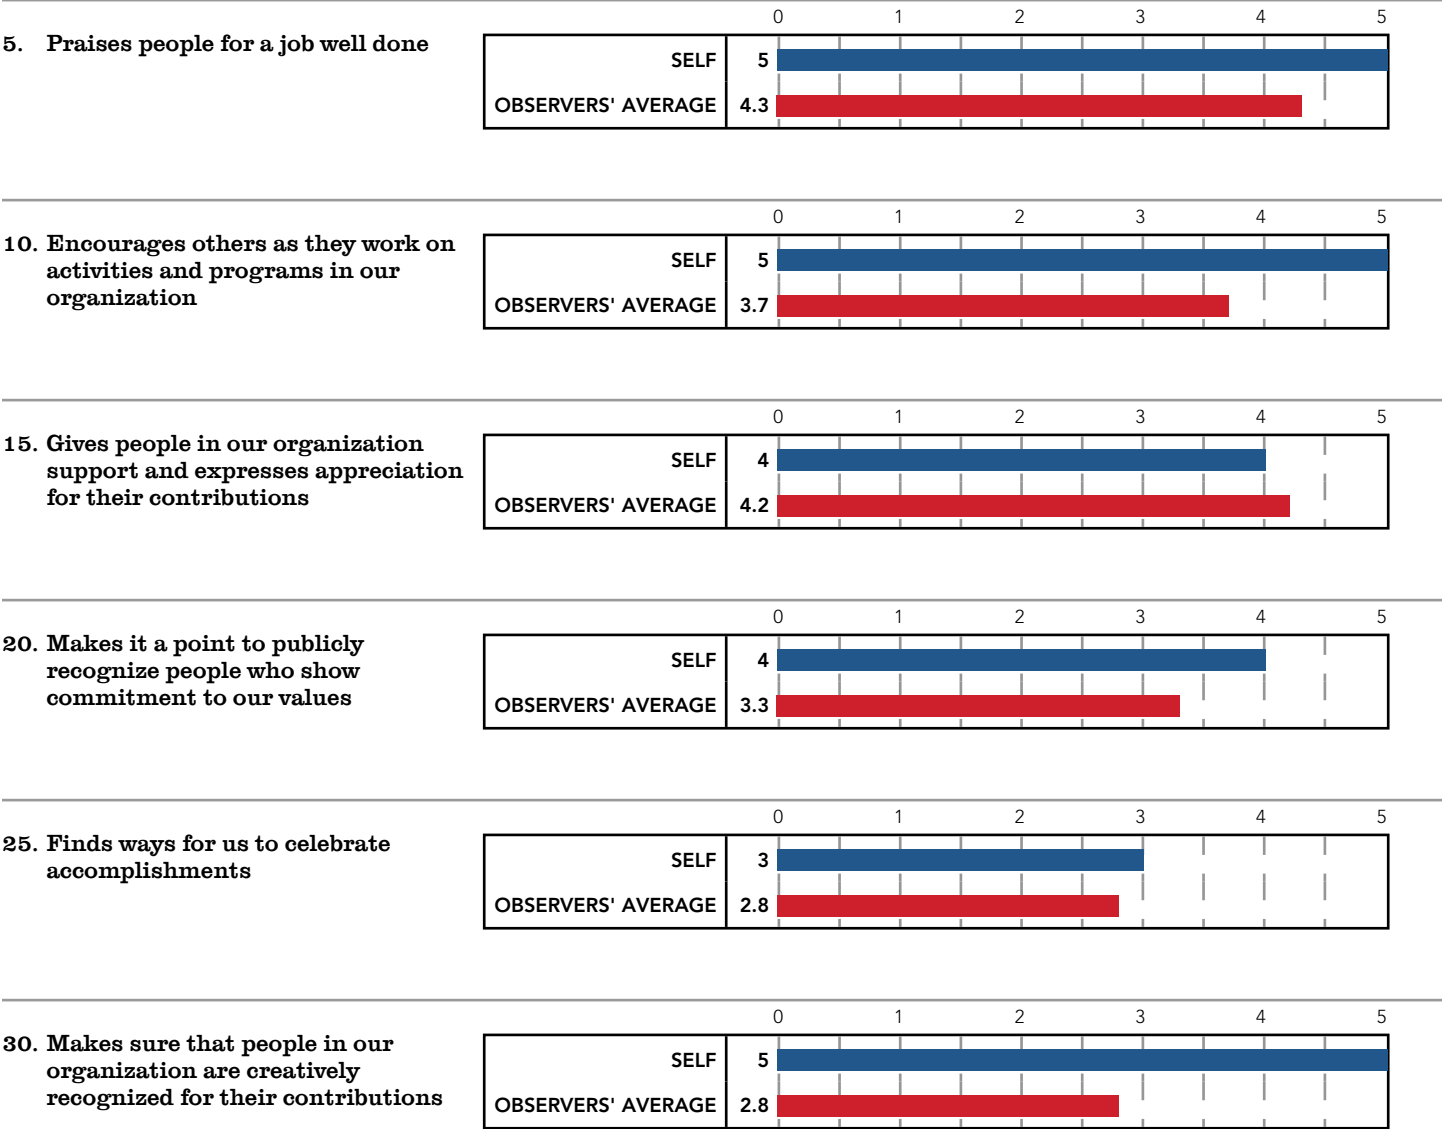 0 1 2 3 4 5
5. Praises people for a job well done
SELF 5
OBSERVERS' AVERAGE 4.3
0 1 2 3 4 5
10. Encourages others as they work on
activities and programs in our
organization
SELF 5
OBSERVERS' AVERAGE 3.7
0 1 2 3 4 5
15. Gives people in our organization
support and expresses appreciation
for their contributions
SELF 4
OBSERVERS' AVERAGE 4.2
0 1 2 3 4 5
20. Makes it a point to publicly
recognize people who show
commitment to our values
SELF 4
OBSERVERS' AVERAGE 3.3
0 1 2 3 4 5
25. Finds ways for us to celebrate
accomplishments
SELF 3
OBSERVERS' AVERAGE 2.8
0 1 2 3 4 5
30. Makes sure that people in our
organization are creatively
recognized for their contributions
SELF 5
OBSERVERS' AVERAGE 2.8